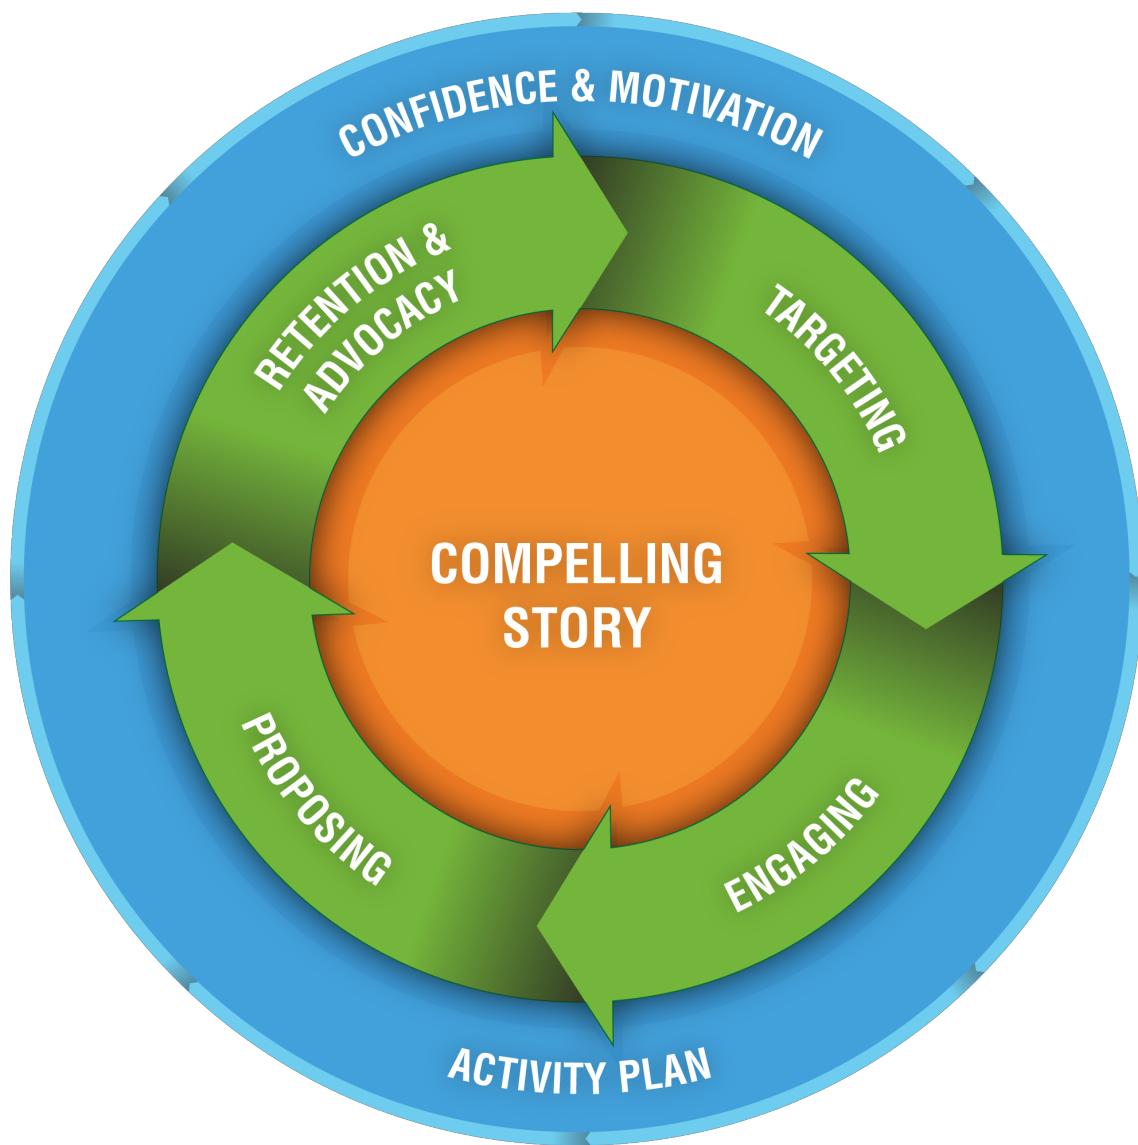 CONFIDENCE & MOTIVATION
RETENTION &
ADVOCACY
TARGETING
COMPELLING
STORY
PROPOSING
ENGAGING
ACTIVITY PLAN